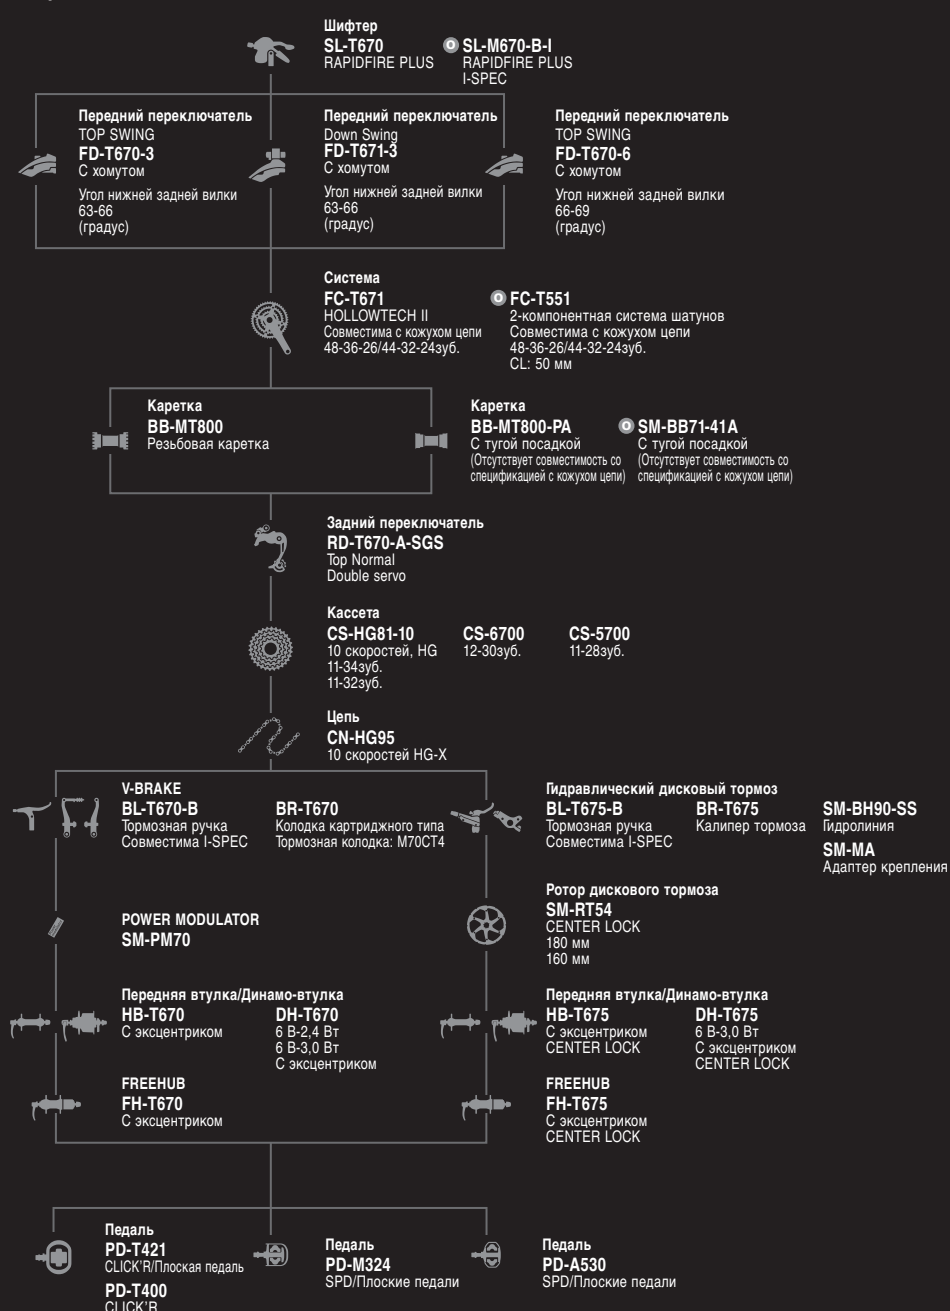 Шифтер
SL-T670
RAPIDFIRE PLUS
O SL-M670-B-I
RAPIDFIRE PLUS
I-SPEC
Передний переключатель
TOP SWING
FD-T670-3
С хомутом
Угол нижней задней вилки
63-66
(градус)
Передний переключатель
Down Swing
FD-T671-3
С хомутом
Угол нижней задней вилки
63-66
(градус)
Передний переключатель
TOP SWING
FD-T670-6
С хомутом
Угол нижней задней вилки
66-69
(градус)
Система
FC-T671
HOLLOWTECH II
Совместима с кожухом цепи
48-36-26/44-32-24зуб.
O FC-T551
2-компонентная система шатунов
Совместима с кожухом цепи
48-36-26/44-32-24зуб.
CL: 50 мм
Каретка
BB-MT800
Резьбовая каретка
Каретка
BB-MT800-PA
С тугой посадкой
(Отсутствует совместимость со
спецификацией с кожухом цепи)
O SM-BB71-41A
С тугой посадкой
(Отсутствует совместимость со
спецификацией с кожухом цепи)
Задний переключатель
RD-T670-A-SGS
Top Normal
Double servo
Кассета
CS-HG81-10
10 скоростей, HG
11-34зуб.
11-32зуб.
CS-6700
12-30зуб.
CS-5700
11-28зуб.
Цепь
CN-HG95
10 скоростей HG-X
V-BRAKE
BL-T670-B
Тормозная ручка
Совместима I-SPEC
BR-T670
Колодка картриджного типа
Тормозная колодка: M70CT4
Гидравлический дисковый тормоз
BL-T675-B
Тормозная ручка
Совместима I-SPEC
BR-T675
Калипер тормоза
SM-BH90-SS
Гидролиния
SM-MA
Адаптер крепления
POWER MODULATOR
SM-PM70
Ротор дискового тормоза
SM-RT54
CENTER LOCK
180 мм
160 мм
Передняя втулка/Динамо-втулка
HB-T670
С эксцентриком
DH-T670
6 В-2,4 Вт
6 В-3,0 Вт
С эксцентриком
Передняя втулка/Динамо-втулка
HB-T675
С эксцентриком
CENTER LOCK
DH-T675
6 В-3,0 Вт
С эксцентриком
CENTER LOCK
FREEHUB
FH-T670
С эксцентриком
FREEHUB
FH-T675
С эксцентриком
CENTER LOCK
Педаль
PD-T421
CLICK'R/Плоская педаль
PD-T400
CLICK'R
Педаль
PD-M324
SPD/Плоские педали
Педаль
PD-A530
SPD/Плоские педали